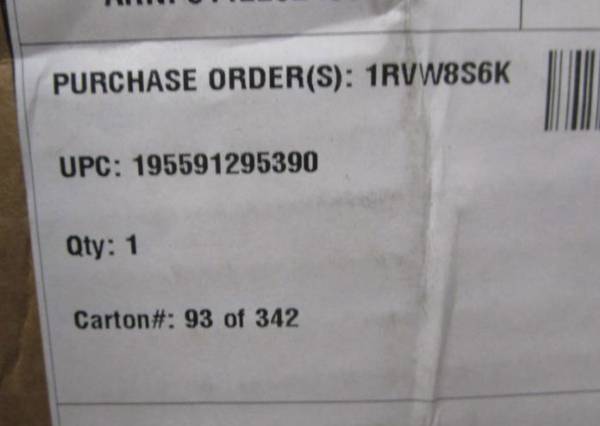 PURCHASE ORDER(S): 1RVW8S6K
UPC: 195591295390
Qty: 1
Carton#: 93 of 342